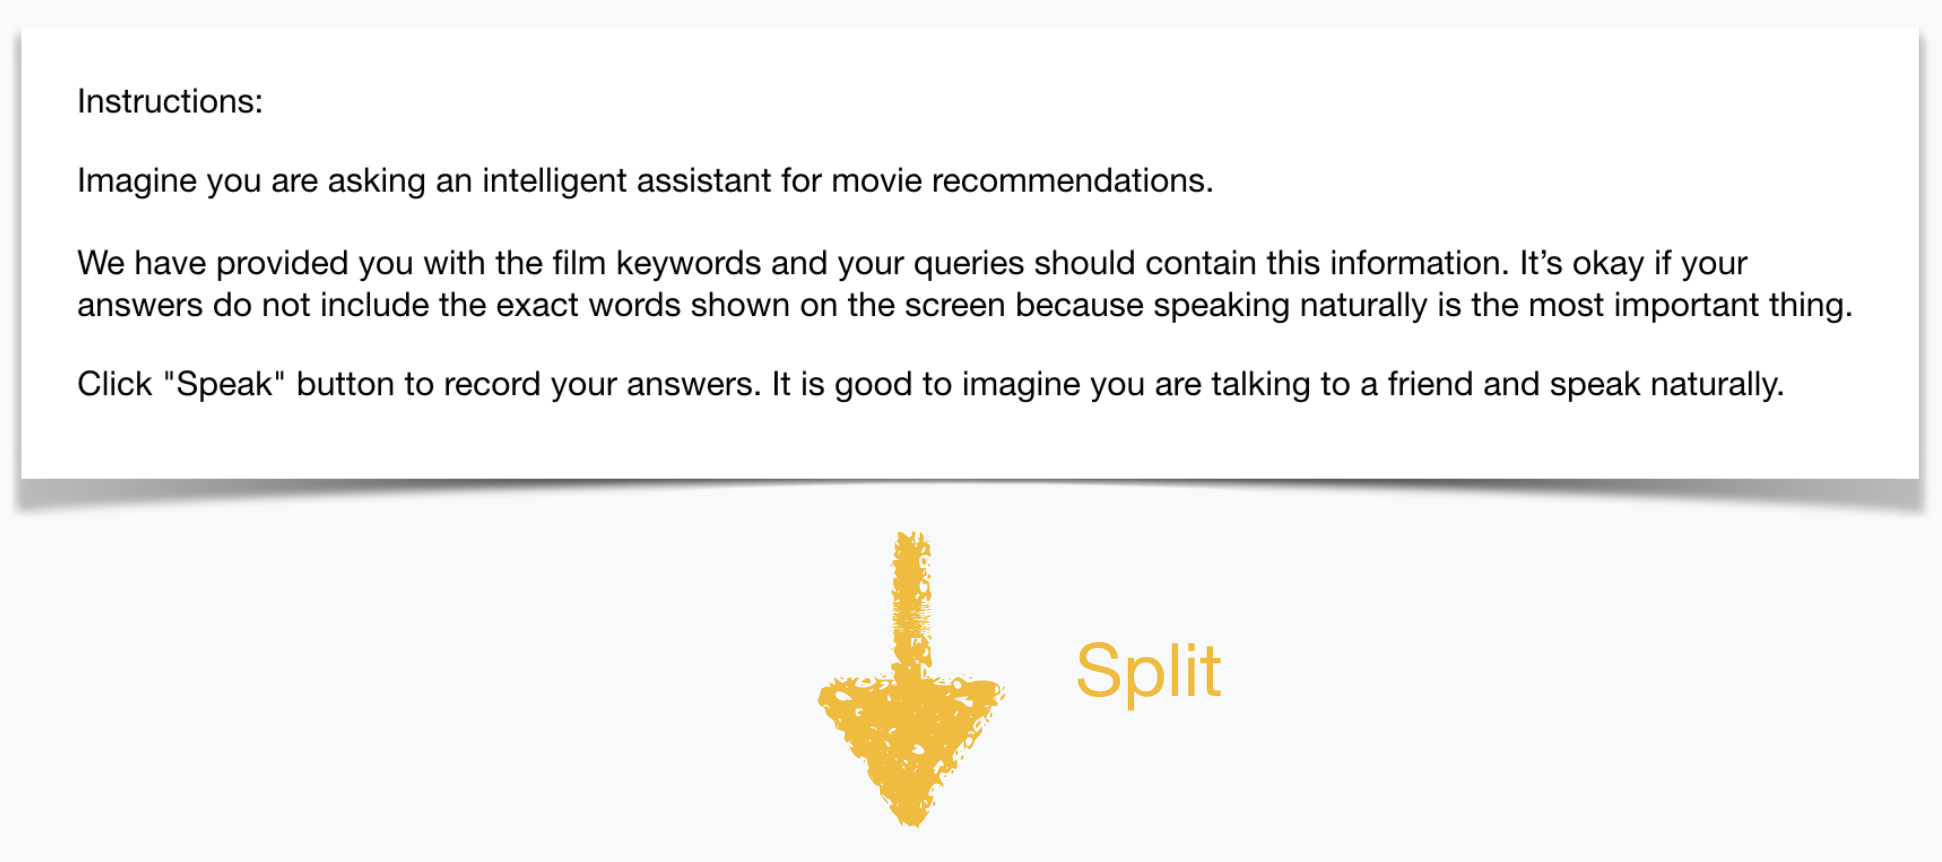 Instructions:
Imagine you are asking an intelligent assistant for movie recommendations.
We have provided you with the film keywords and your queries should contain this information. It’s okay if your
answers do not include the exact words shown on the screen because speaking naturally is the most important thing.
Click "Speak" button to record your answers. It is good to imagine you are talking to a friend and speak naturally.
Split